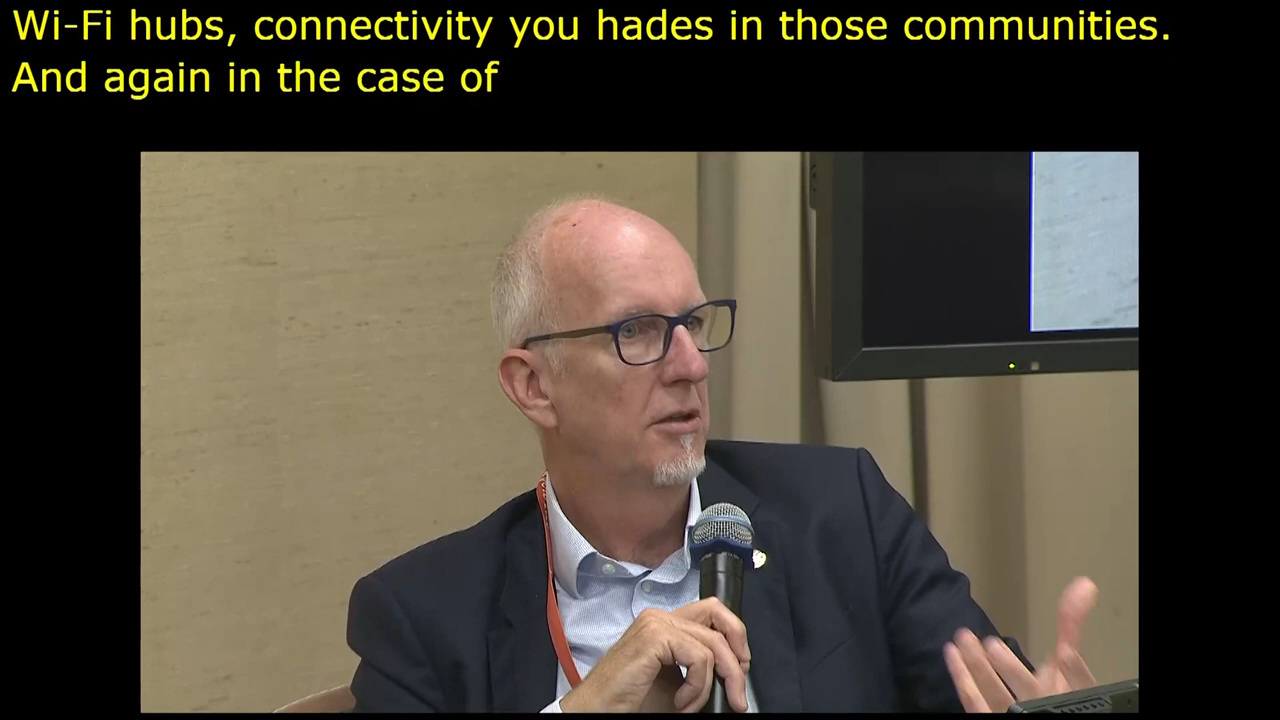 Wi-Fi hubs, connectivity you hades in those communities.
And again in the case of